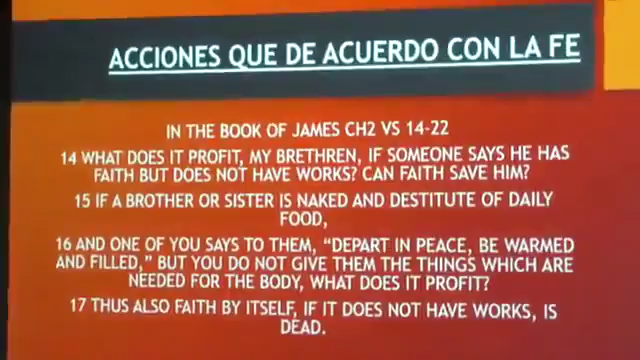 ACCIONES QUE DE ACUERDO CON LA FE
IN THE BOOK OF JAMES CH2 VS 14-22
14 WHAT DOES IT PROFIT, MY BRETHREN, IF SOMEONE SAYS HE HAS
FAITH BUT DOES NOT HAVE WORKS? CAN FAITH SAVE HIM?
15 IF A BROTHER OR SISTER IS NAKED AND DESTITUTE OF DAILY
FOOD,
16 AND ONE OF YOU SAYS TO THEM, “DEPART IN PEACE, BE WARMED
AND FILLED,” BUT YOU DO NOT GIVE THEM THE THINGS WHICH ARE
NEEDED FOR THE BODY, WHAT DOES IT PROFIT?
17 THUS ALSO FAITH BY ITSELF, IF IT DOES NOT HAVE WORKS, IS
DEAD.